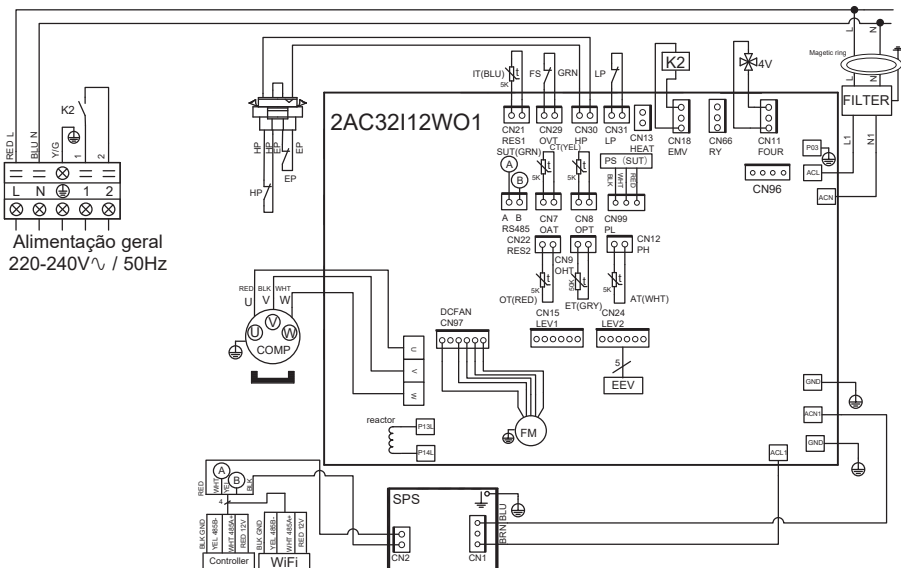 L
N
Magetic ring
L
N
FILTER
L1
N1
RED L
BLU N
Y/G
K2
1
2
L N 1 2
Alimentação geral
220-240V∿ / 50Hz
HP
HP
EP
EP
HP
EP
2AC32I12WO1
IT(BLU)
5K
t
FS
GRN
LP
K2
4V
CN21
RES1
CN29
OVT
CN30
HP
CN31
LP
CN13
HEAT
CN18
EMV
CN66
RY
CN11
FOUR
CN96
P03
ACL
ACN
SUT(GRN)
A
B
CT(YEL)
5K
t
5K
t
PS (SUT)
BLK
WHT
RED
A B
RS485
CN7
OAT
CN8
OPT
CN99
PL
CN22
RES2
CN9
OHT
CN12
PH
5K
t
5K
t
5K
t
OT(RED)
ET(GRY)
AT(WHT)
RED BLK WHT
U V W
U
V
W
COMP
DCFAN
CN97
CN15
LEV1
CN24
LEV2
5
EEV
U
V
W
FM
reactor
P13L
P14L
GND
ACN1
GND
ACL1
RED
A
WHT
YEL
B
BLK
4
BLK GND
YEL 485B-
WHT 485A+
RED 12V
Controller
BLK GND
YEL 485B-
WHT 485A+
RED 12V
WiFi
SPS
CN2
CN1
BLU
BRN